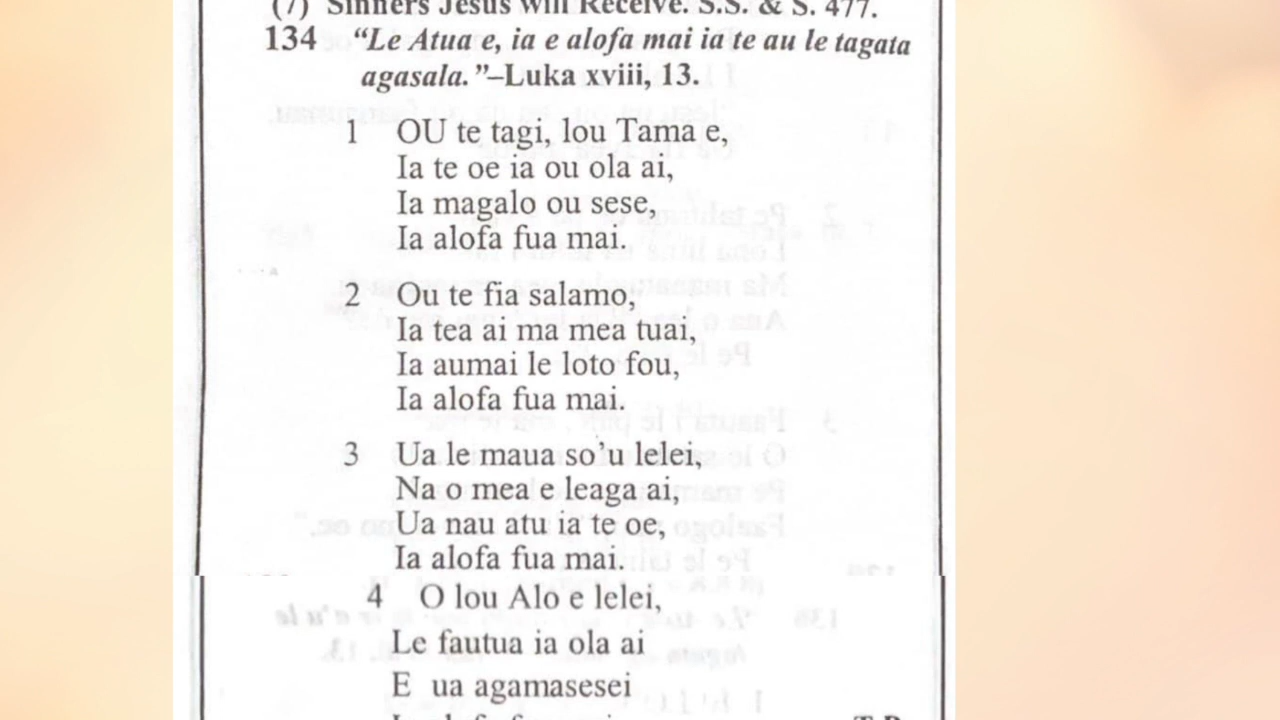 (7) Sinners Jesus Will Receive. S.S. & S. 477.
134 “Le Atua e, ia e alofa mai ia te au le tagata
agasala.”–Luka xviii, 13.
1 OU te tagi, lou Tama e,
Ia te oe ia ou ola ai,
Ia magalo ou sese,
Ia alofa fua mai.
2 Ou te fia salamo,
Ia tea ai ma mea tuai,
Ia aumai le loto fou,
Ia alofa fua mai.
3 Ua le maua so’u lelei,
Na o mea e leaga ai,
Ua nau atu ia te oe,
Ia alofa fua mai.
4 O lou Alo e lelei,
Le fautua ia ola ai
E ua agamasesei